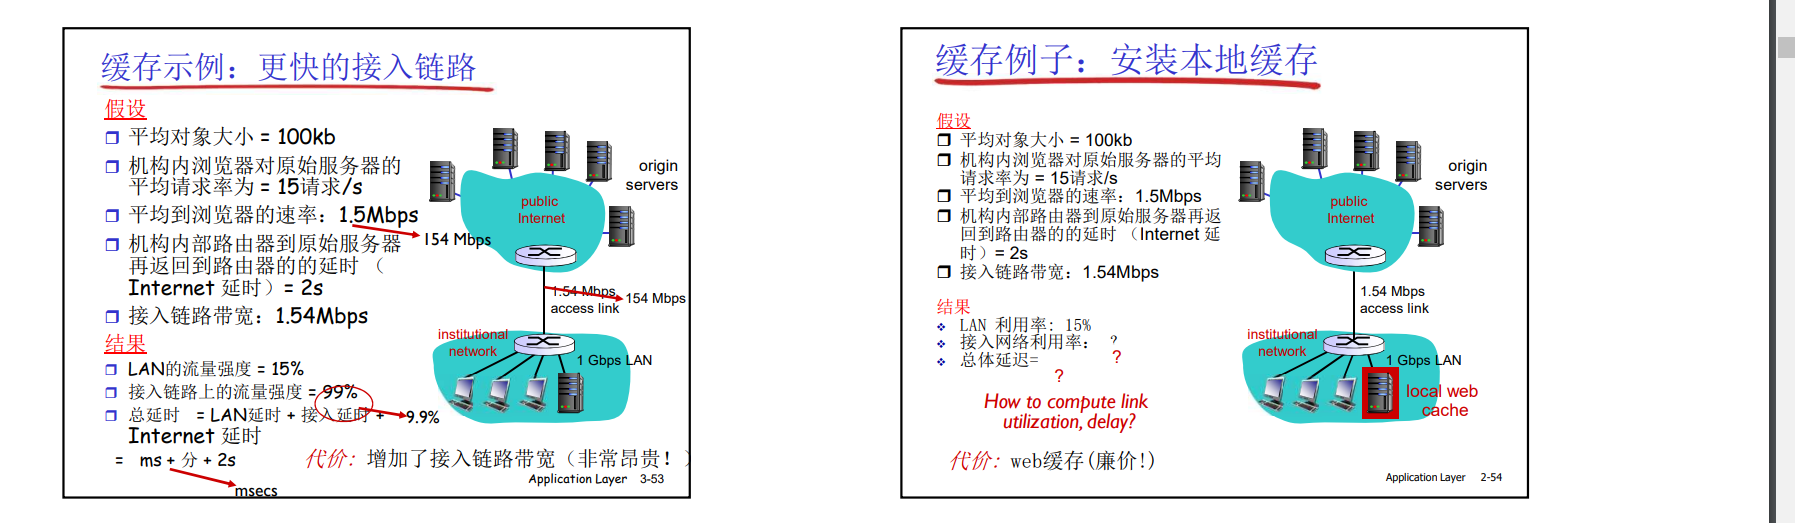 缓存示例：更快的接入链路
假设
平均对象大小 = 100kb
机构内浏览器对原始服务器的
平均请求率为 = 15请求/s
平均到浏览器的速率：1.5Mbps
154 Mbps
机构内部路由器到原始服务器
再返回到路由器的的延时 （
Internet 延时）= 2s
接入链路带宽：1.54Mbps
结果
LAN的流量强度 = 15%
接入链路上的流量强度 = 99%
总延时 = LAN延时 + 接入延时 +
9.9%
Internet 延时
= ms + 分 + 2s
msecs
代价：增加了接入链路带宽（非常昂贵！）
origin
servers
public
Internet
1.54 Mbps
154 Mbps
access link
institutional
network
1 Gbps LAN
Application Layer 3-53
缓存例子：安装本地缓存
假设
平均对象大小 = 100kb
机构内浏览器对原始服务器的平均
请求率为 = 15请求/s
平均到浏览器的速率：1.5Mbps
机构内部路由器到原始服务器再返
回到路由器的的延时 （Internet 延
时）= 2s
接入链路带宽：1.54Mbps
结果
LAN 利用率: 15%
接入网络利用率： ?
?
总体延迟=
?
How to compute link
utilization, delay?
代价：web缓存(廉价!)
origin
servers
public
Internet
1.54 Mbps
access link
institutional
network
1 Gbps LAN
local web
cache
Application Layer 2-54